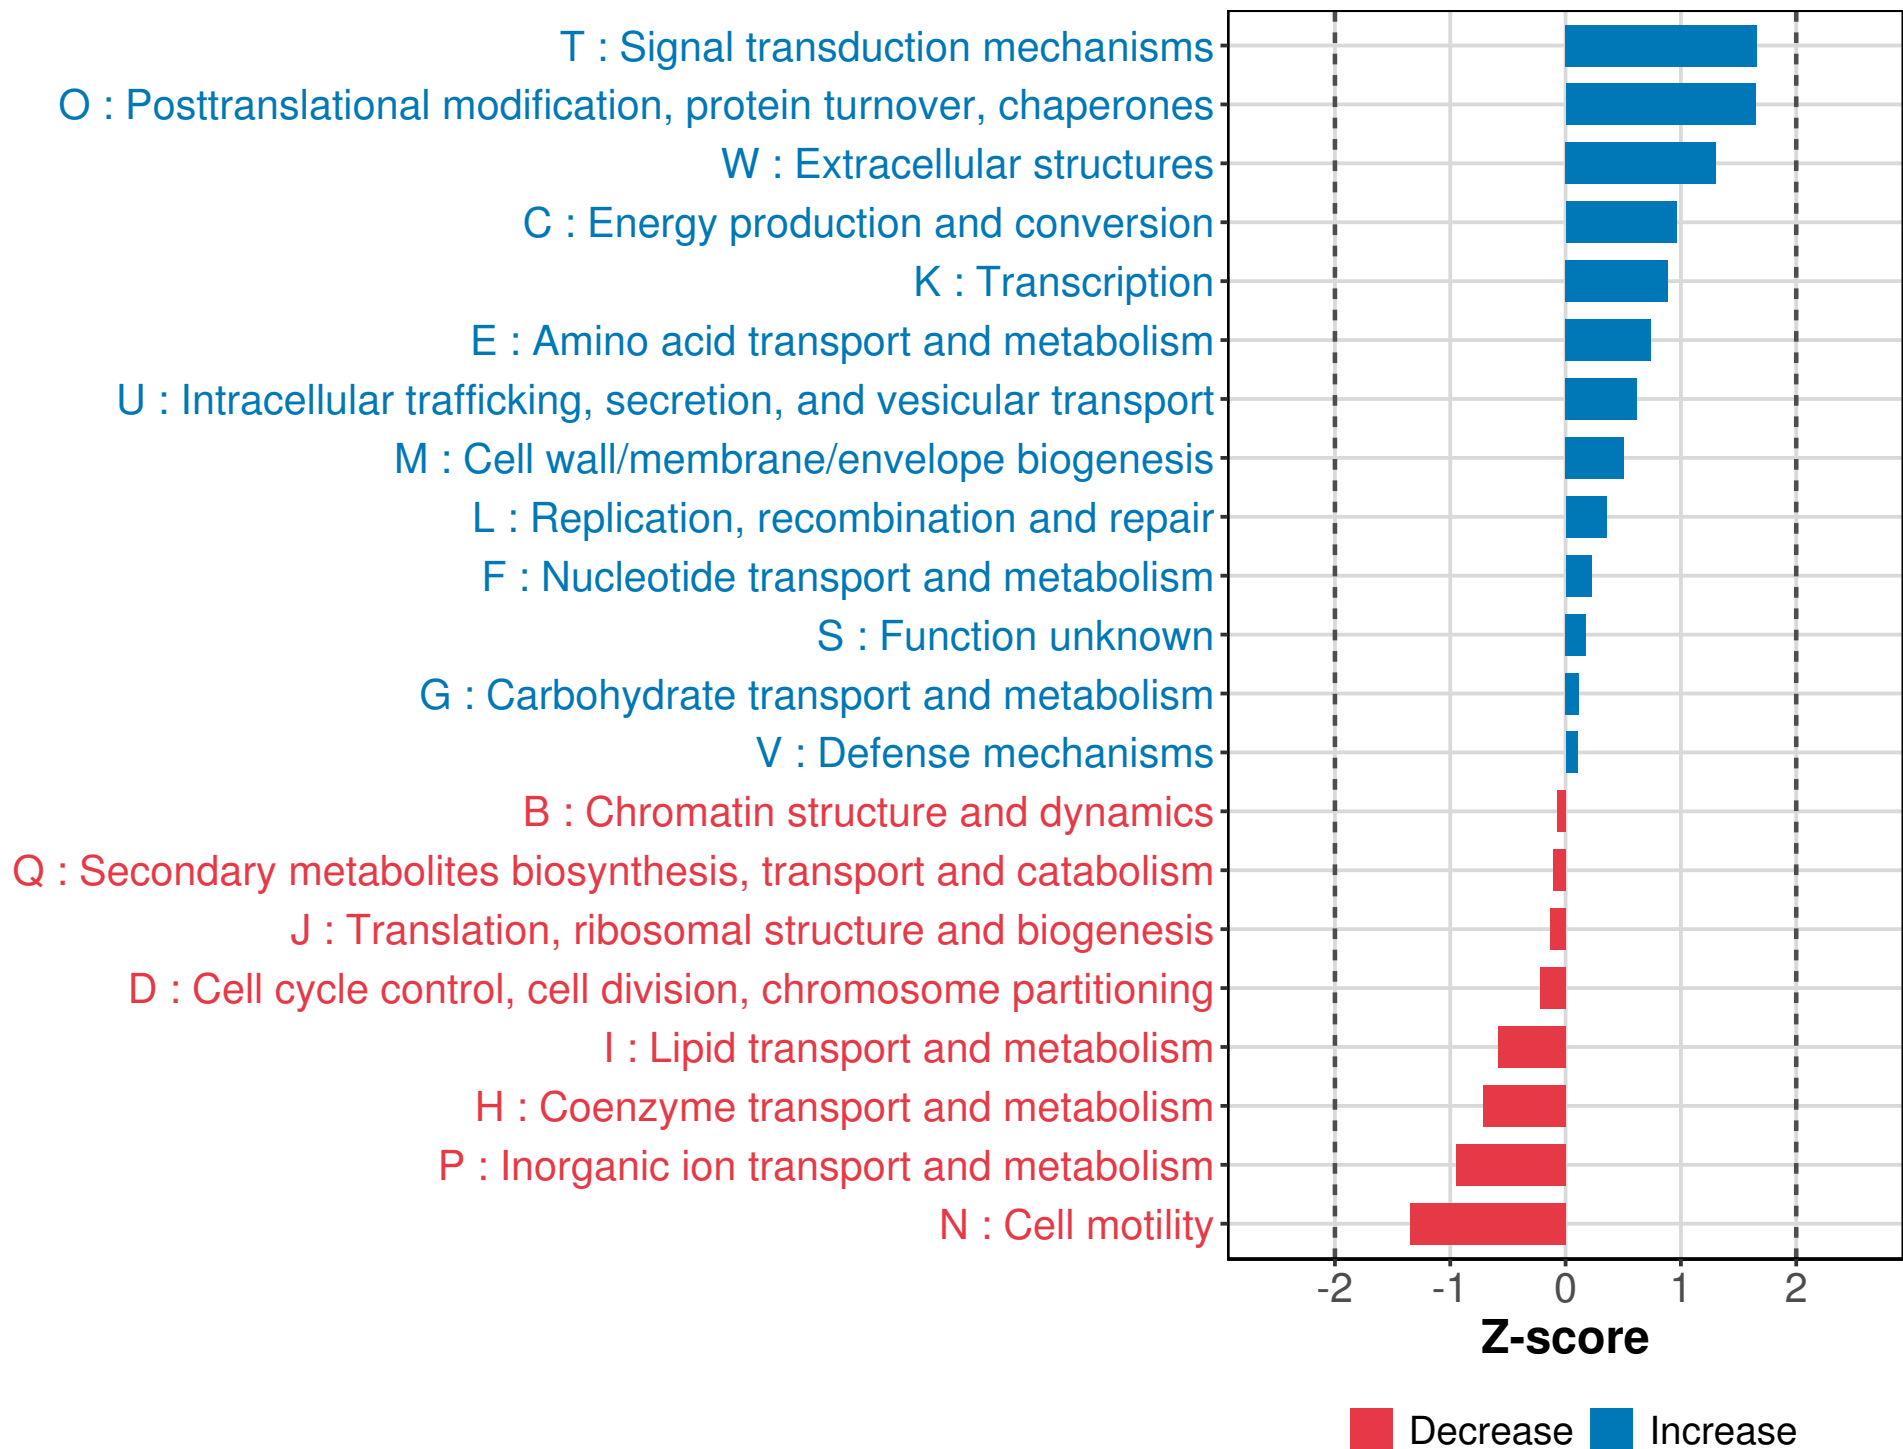 T : Signal transduction mechanisms
O : Posttranslational modification, protein turnover, chaperones
W : Extracellular structures
C : Energy production and conversion
K : Transcription
E : Amino acid transport and metabolism
U : Intracellular trafficking, secretion, and vesicular transport
M : Cell wall/membrane/envelope biogenesis
L : Replication, recombination and repair
F : Nucleotide transport and metabolism
S : Function unknown
G : Carbohydrate transport and metabolism
V : Defense mechanisms
B : Chromatin structure and dynamics
Q : Secondary metabolites biosynthesis, transport and catabolism
J : Translation, ribosomal structure and biogenesis
D : Cell cycle control, cell division, chromosome partitioning
I : Lipid transport and metabolism
H : Coenzyme transport and metabolism
P : Inorganic ion transport and metabolism
N : Cell motility
-2 -1 0 1 2
Z-score
Decrease Increase